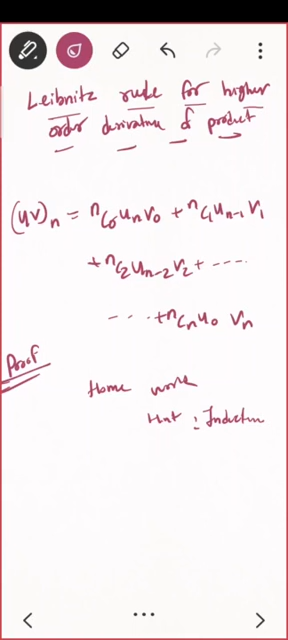 Leibnitz rule for higher
order derivative of product
(uv)ₙ = ⁿC₀uₙv₀ + ⁿC₁uₙ₋₁v₁
+ ⁿC₂uₙ₋₂v₂ + ----
---- + ⁿCₙu₀ vₙ
Proof
Home work
Hint : Induction